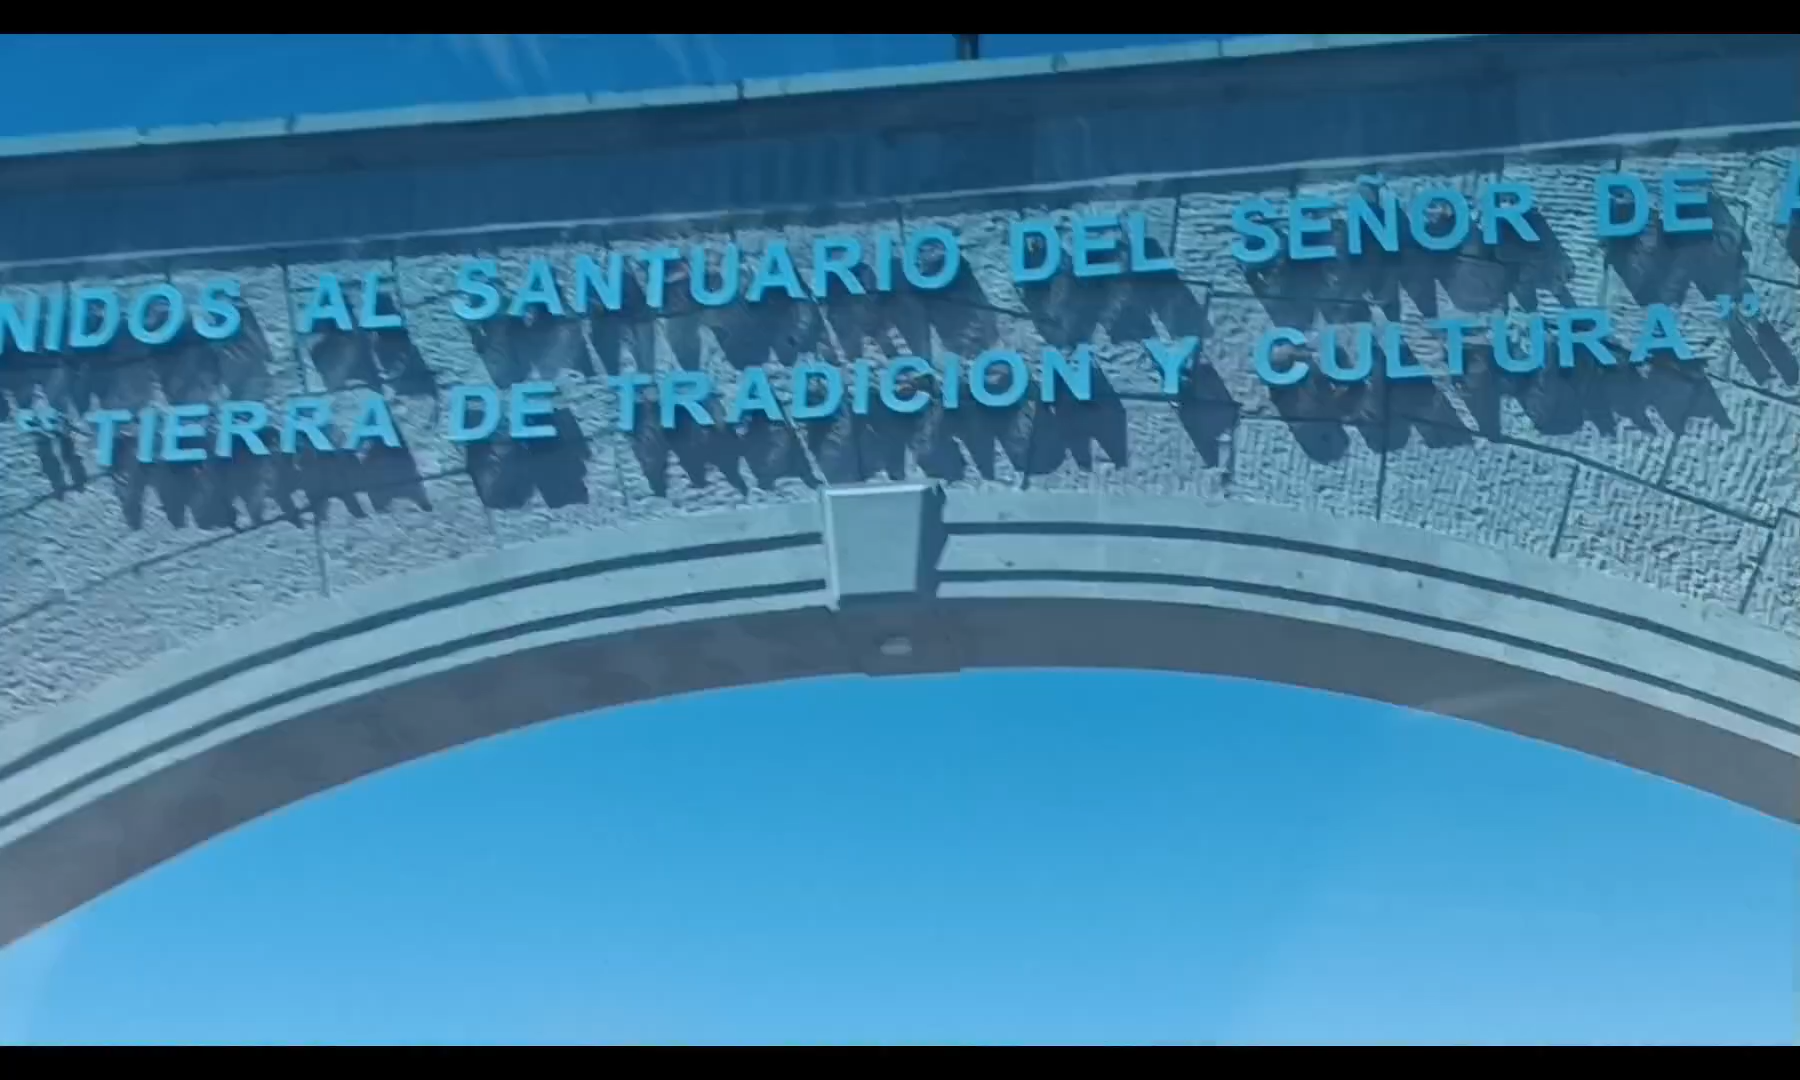 NIDOS AL SANTUARIO DEL SEÑOR DE
“TIERRA DE TRADICION Y CULTURA”